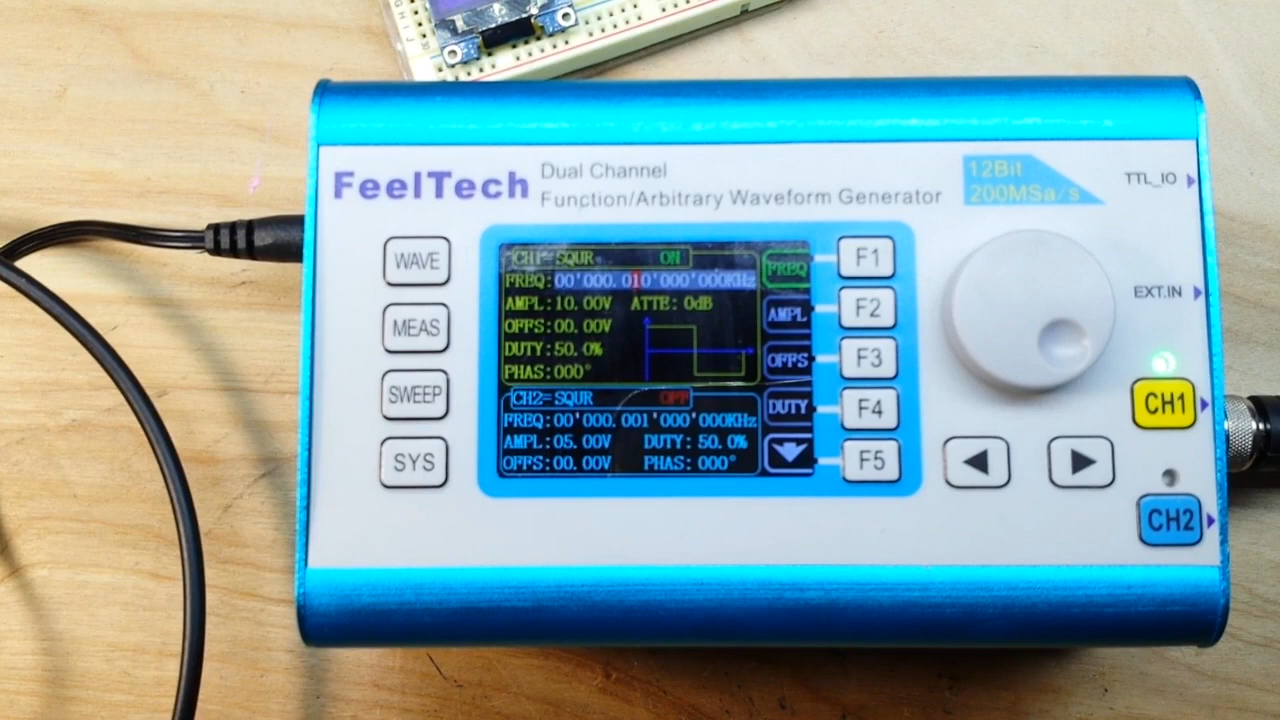 G H I J
30
FeelTech
Dual Channel
Function/Arbitrary Waveform Generator
12Bit
200MSa/s
TTL_IO
EXT.IN
WAVE
MEAS
SWEEP
SYS
CH1=SQUR ON
FREQ:00'000.010'000'000KHz
AMPL:10.00V ATTE:0dB
OFFS:00.00V
DUTY:50.0%
PHAS:000°
CH2=SQUR OFF
FREQ:00'000.001'000'000KHz
AMPL:05.00V DUTY:50.0%
OFFS:00.00V PHAS:000°
FREQ
AMPL
OFFS
DUTY
F1
F2
F3
F4
F5
CH1
CH2